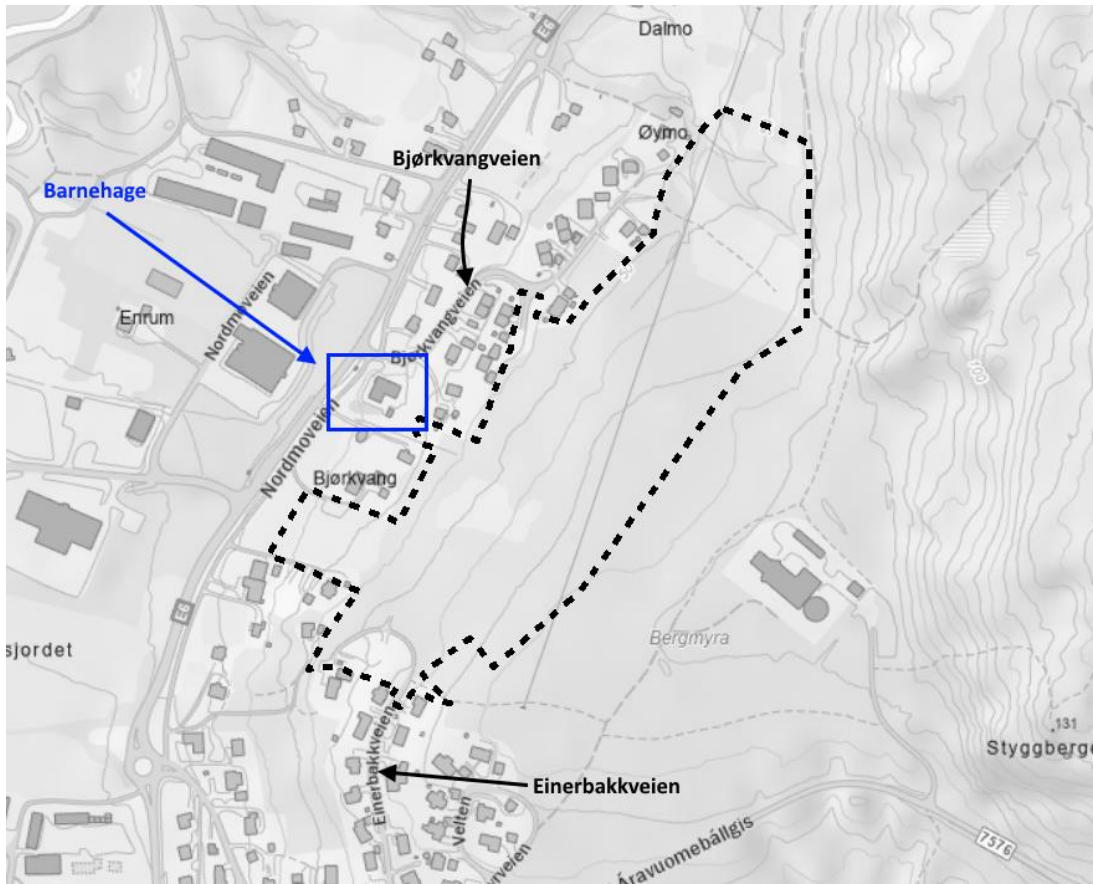 E6
Dalmo
Øymo
Bjørkvangveien
Barnehage
Bjørkvangveien
Nordmoveien
Enrum
50
100
Nordmoveien
Bjørkvang
E6
sjordet
Bergmyra
131
Styggberge
Einerbakkveien
Einerbakkveien
Velten
7576
Áravuomebállgis